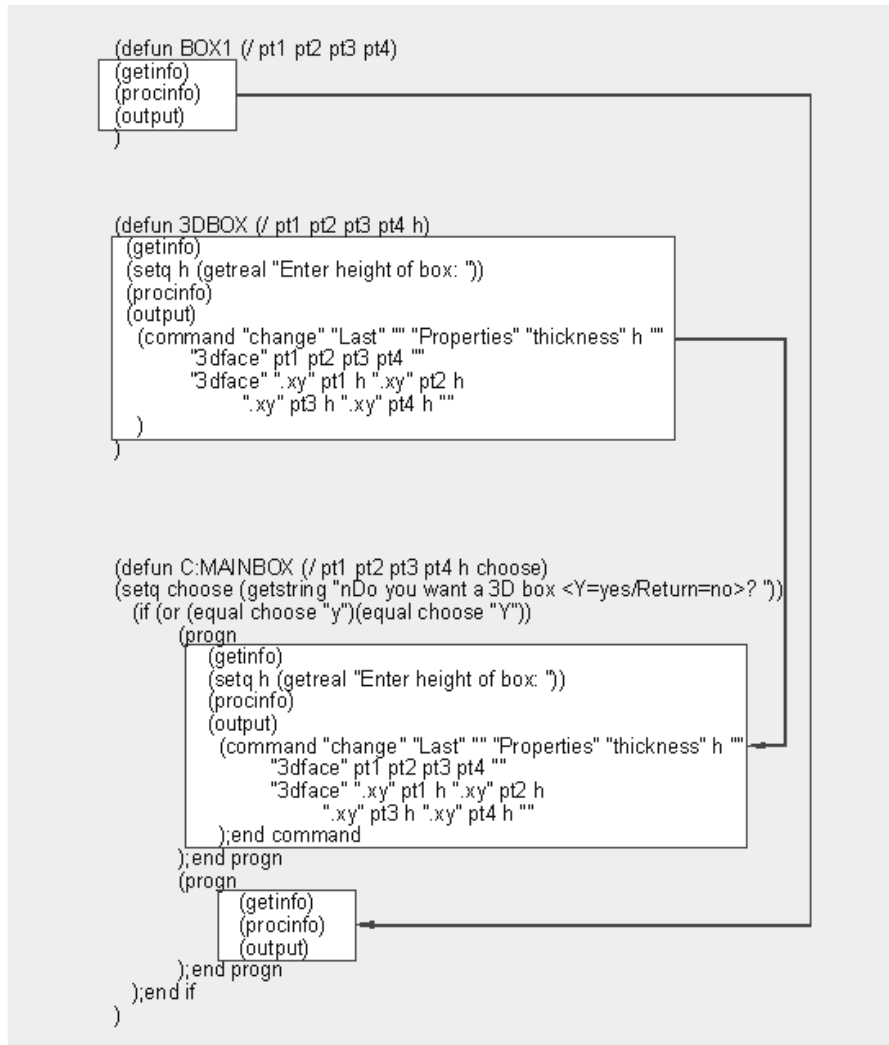 (defun BOX1 (/ pt1 pt2 pt3 pt4)
(getinfo)
(procinfo)
(output)
)
(defun 3DBOX (/ pt1 pt2 pt3 pt4 h)
(getinfo)
(setq h (getreal "Enter height of box: "))
(procinfo)
(output)
(command "change" "Last" "" "Properties" "thickness" h ""
"3dface" pt1 pt2 pt3 pt4 ""
"3dface" ".xy" pt1 h ".xy" pt2 h
".xy" pt3 h ".xy" pt4 h ""
)
)
(defun C:MAINBOX (/ pt1 pt2 pt3 pt4 h choose)
(setq choose (getstring "nDo you want a 3D box <Y=yes/Return=no>? "))
(if (or (equal choose "y")(equal choose "Y"))
(progn
(getinfo)
(setq h (getreal "Enter height of box: "))
(procinfo)
(output)
(command "change" "Last" "" "Properties" "thickness" h ""
"3dface" pt1 pt2 pt3 pt4 ""
"3dface" ".xy" pt1 h ".xy" pt2 h
".xy" pt3 h ".xy" pt4 h ""
);end command
);end progn
(progn
(getinfo)
(procinfo)
(output)
);end progn
);end if
)